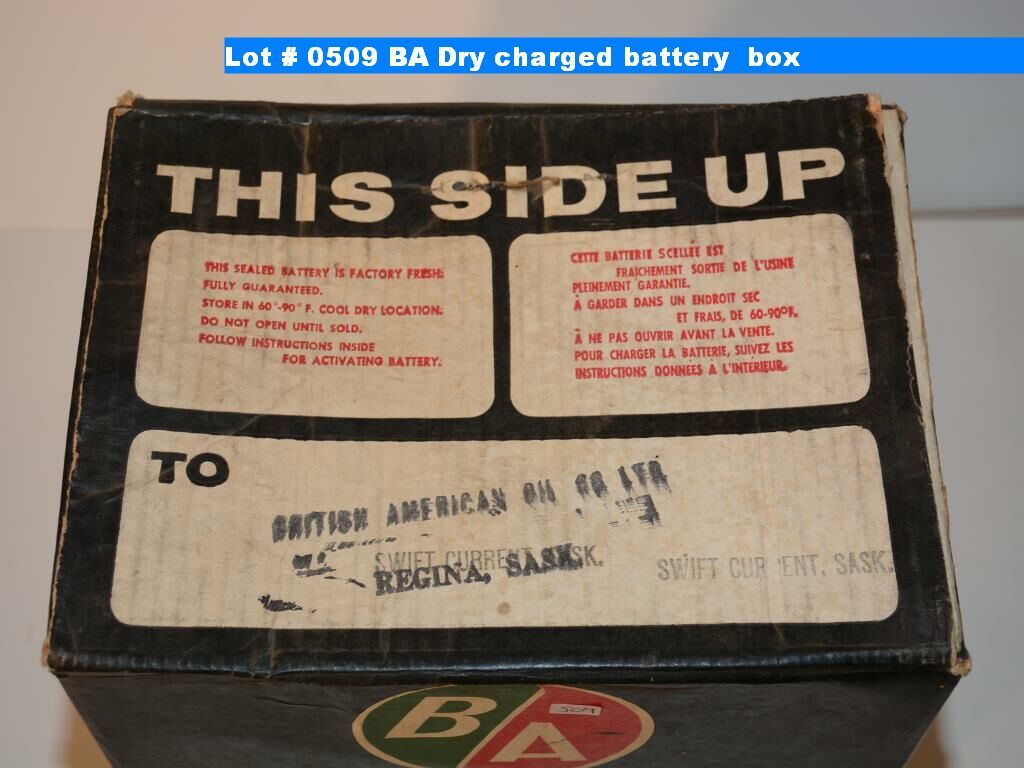 Lot # 0509 BA Dry charged battery box
THIS SIDE UP
THIS SEALED BATTERY IS FACTORY FRESH:
FULLY GUARANTEED.
STORE IN 60°-90° F. COOL DRY LOCATION:
DO NOT OPEN UNTIL SOLD.
FOLLOW INSTRUCTIONS INSIDE
FOR ACTIVATING BATTERY.
CETTE BATTERIE SCELLÉE EST
FRAICHEMENT SORTIE DE L'USINE
PLEINEMENT GARANTIE.
À GARDER DANS UN ENDROIT SEC
ET FRAIS, DE 60-90°F.
À NE PAS OUVRIR AVANT LA VENTE.
POUR CHARGER LA BATTERIE, SUIVEZ LES
INSTRUCTIONS DONNÉES À L'INTÉRIEUR.
TO
BRITISH AMERICAN OIL CO LTD
SWIFT CURRENT, SASK.
REGINA, SASK.
SWIFT CURRENT, SASK.
BA
509